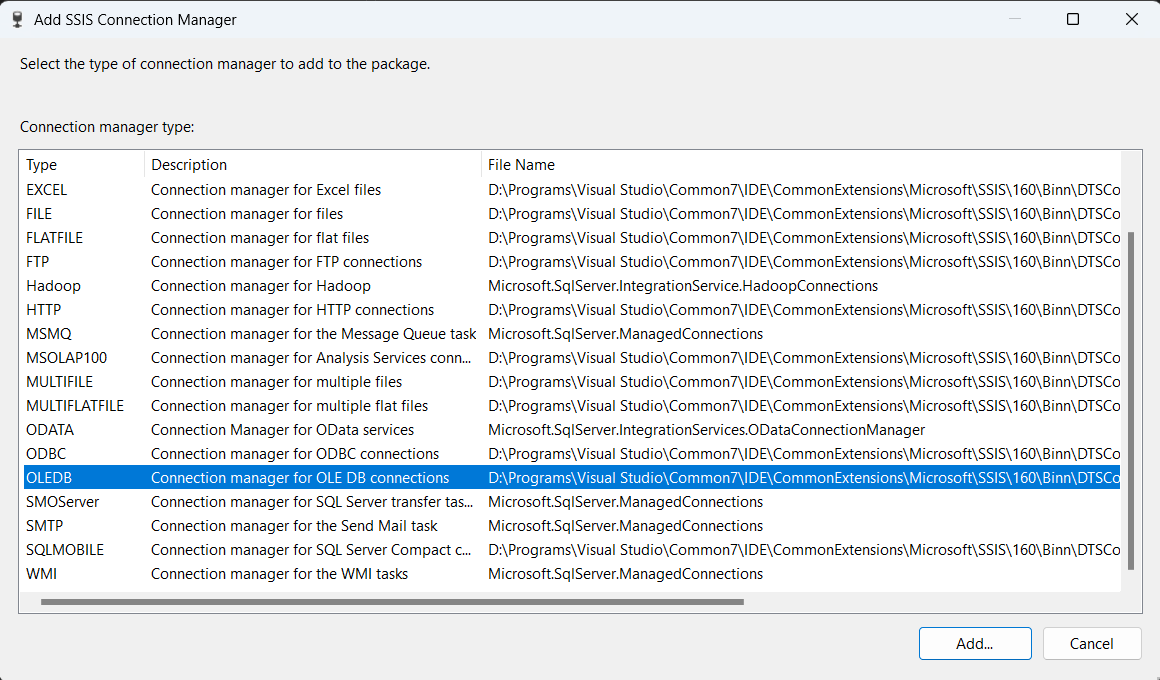 Add SSIS Connection Manager
Select the type of connection manager to add to the package.
Connection manager type:
Type Description File Name
EXCEL Connection manager for Excel files D:\Programs\Visual Studio\Common7\IDE\CommonExtensions\Microsoft\SSIS\160\Binn\DTSCo
FILE Connection manager for files D:\Programs\Visual Studio\Common7\IDE\CommonExtensions\Microsoft\SSIS\160\Binn\DTSCo
FLATFILE Connection manager for flat files D:\Programs\Visual Studio\Common7\IDE\CommonExtensions\Microsoft\SSIS\160\Binn\DTSCo
FTP Connection manager for FTP connections D:\Programs\Visual Studio\Common7\IDE\CommonExtensions\Microsoft\SSIS\160\Binn\DTSCo
Hadoop Connection manager for Hadoop Microsoft.SqlServer.IntegrationService.HadoopConnections
HTTP Connection manager for HTTP connections D:\Programs\Visual Studio\Common7\IDE\CommonExtensions\Microsoft\SSIS\160\Binn\DTSCo
MSMQ Connection manager for the Message Queue task Microsoft.SqlServer.ManagedConnections
MSOLAP100 Connection manager for Analysis Services conn... D:\Programs\Visual Studio\Common7\IDE\CommonExtensions\Microsoft\SSIS\160\Binn\DTSCo
MULTIFILE Connection manager for multiple files D:\Programs\Visual Studio\Common7\IDE\CommonExtensions\Microsoft\SSIS\160\Binn\DTSCo
MULTIFLATFILE Connection manager for multiple flat files D:\Programs\Visual Studio\Common7\IDE\CommonExtensions\Microsoft\SSIS\160\Binn\DTSCo
ODATA Connection Manager for OData services Microsoft.SqlServer.IntegrationServices.ODataConnectionManager
ODBC Connection manager for ODBC connections D:\Programs\Visual Studio\Common7\IDE\CommonExtensions\Microsoft\SSIS\160\Binn\DTSCo
OLEDB Connection manager for OLE DB connections D:\Programs\Visual Studio\Common7\IDE\CommonExtensions\Microsoft\SSIS\160\Binn\DTSCo
SMOServer Connection manager for SQL Server transfer tas... Microsoft.SqlServer.ManagedConnections
SMTP Connection manager for the Send Mail task Microsoft.SqlServer.ManagedConnections
SQLMOBILE Connection manager for SQL Server Compact c... D:\Programs\Visual Studio\Common7\IDE\CommonExtensions\Microsoft\SSIS\160\Binn\DTSCo
WMI Connection manager for the WMI tasks Microsoft.SqlServer.ManagedConnections
Add... Cancel